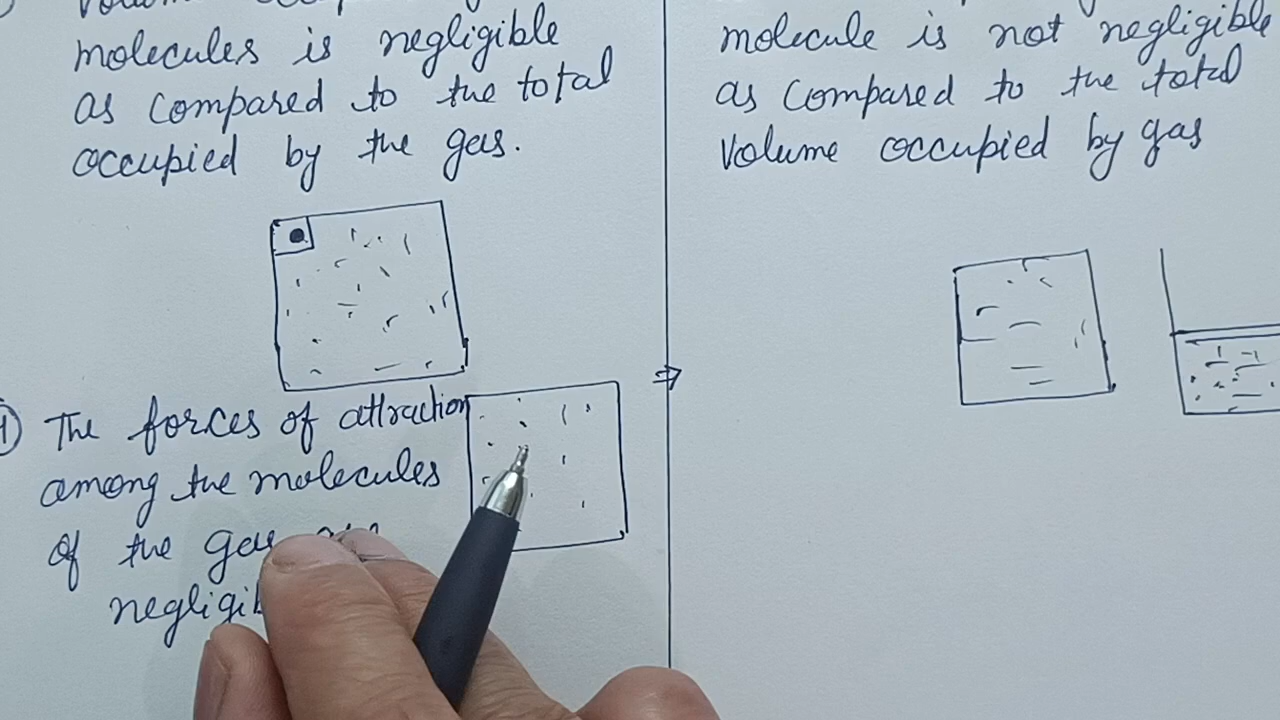 molecules is negligible
as compared to the total
occupied by the gas.
The forces of attraction
among the molecules
of the gas
molecule is not negligible
as compared to the total
volume occupied by gas